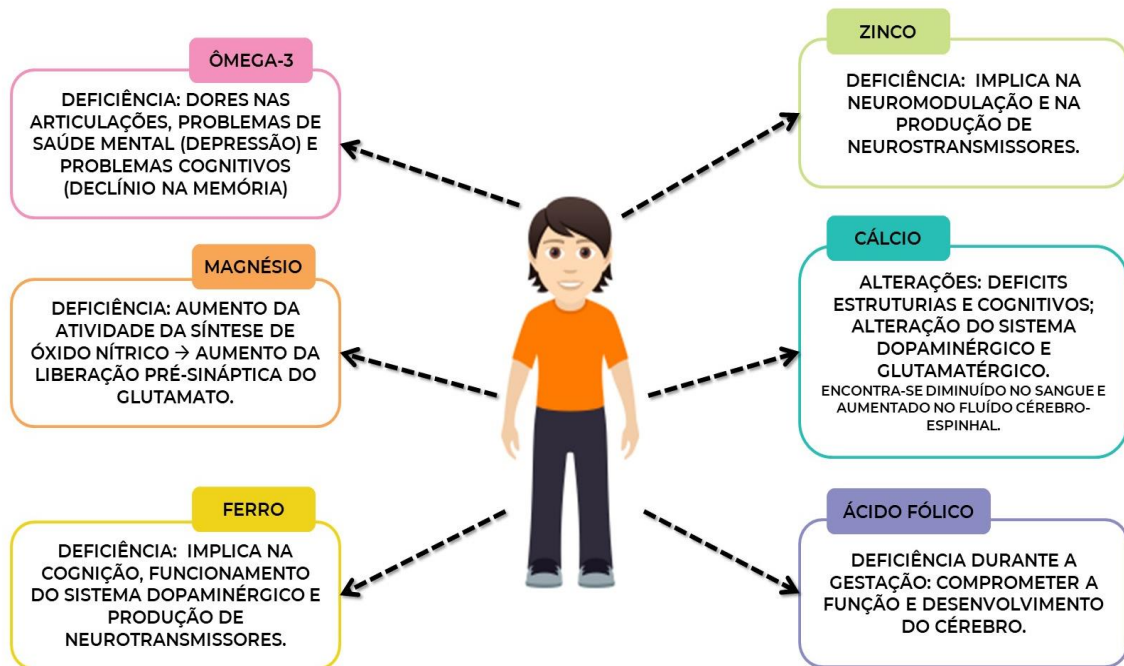 ÔMEGA-3
DEFICIÊNCIA: DORES NAS
ARTICULAÇÕES, PROBLEMAS DE
SAÚDE MENTAL (DEPRESSÃO) E
PROBLEMAS COGNITIVOS
(DECLÍNIO NA MEMÓRIA)
MAGNÉSIO
DEFICIÊNCIA: AUMENTO DA
ATIVIDADE DA SÍNTESE DE
ÓXIDO NÍTRICO → AUMENTO DA
LIBERAÇÃO PRÉ-SINÁPTICA DO
GLUTAMATO.
FERRO
DEFICIÊNCIA: IMPLICA NA
COGNIÇÃO, FUNCIONAMENTO
DO SISTEMA DOPAMINÉRGICO E
PRODUÇÃO DE
NEUROTRANSMISSORES.
ZINCO
DEFICIÊNCIA: IMPLICA NA
NEUROMODULAÇÃO E NA
PRODUÇÃO DE
NEUROSTRANSMISSORES.
CÁLCIO
ALTERAÇÕES: DEFICITS
ESTRUTURIAS E COGNITIVOS;
ALTERAÇÃO DO SISTEMA
DOPAMINÉRGICO E
GLUTAMATÉRGICO.
ENCONTRA-SE DIMINUÍDO NO SANGUE E
AUMENTADO NO FLUÍDO CÉREBRO-
ESPINHAL.
ÁCIDO FÓLICO
DEFICIÊNCIA DURANTE A
GESTAÇÃO: COMPROMETER A
FUNÇÃO E DESENVOLVIMENTO
DO CÉREBRO.